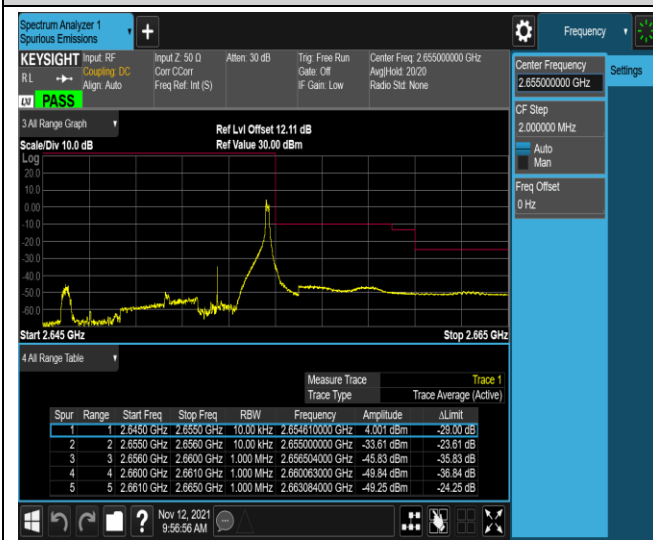 Spectrum Analyzer 1
Spurious Emissions
Frequency
KEYSIGHT
Input: RF
Input Z: 50 Ω
Atten: 30 dB
Trig: Free Run
Center Freq: 2.655000000 GHz
RL
Coupling: DC
Corr CCorr
Gate: Off
Avg|Hold: 20/20
Align: Auto
Freq Ref: Int (S)
IF Gain: Low
Radio Std: None
LXI PASS
Center Frequency
2.655000000 GHz
Settings
CF Step
2.000000 MHz
Auto
Man
Freq Offset
0 Hz
3 All Range Graph
Ref Lvl Offset 12.11 dB
Scale/Div 10.0 dB
Ref Value 30.00 dBm
Log
20.0
10.0
0.00
-10.0
-20.0
-30.0
-40.0
-50.0
-60.0
Start 2.645 GHz
Stop 2.665 GHz
4 All Range Table
Measure Trace Trace 1
Trace Type Trace Average (Active)
Spur Range Start Freq Stop Freq RBW Frequency Amplitude ΔLimit
1 1 2.6450 GHz 2.6550 GHz 10.00 kHz 2.654610000 GHz 4.001 dBm -29.00 dB
2 2 2.6550 GHz 2.6560 GHz 10.00 kHz 2.655000000 GHz -33.61 dBm -23.61 dB
3 3 2.6560 GHz 2.6600 GHz 1.000 MHz 2.656504000 GHz -45.83 dBm -35.83 dB
4 4 2.6600 GHz 2.6610 GHz 1.000 MHz 2.660063000 GHz -49.84 dBm -36.84 dB
5 5 2.6610 GHz 2.6650 GHz 1.000 MHz 2.663084000 GHz -49.25 dBm -24.25 dB
Nov 12, 2021
9:56:56 AM